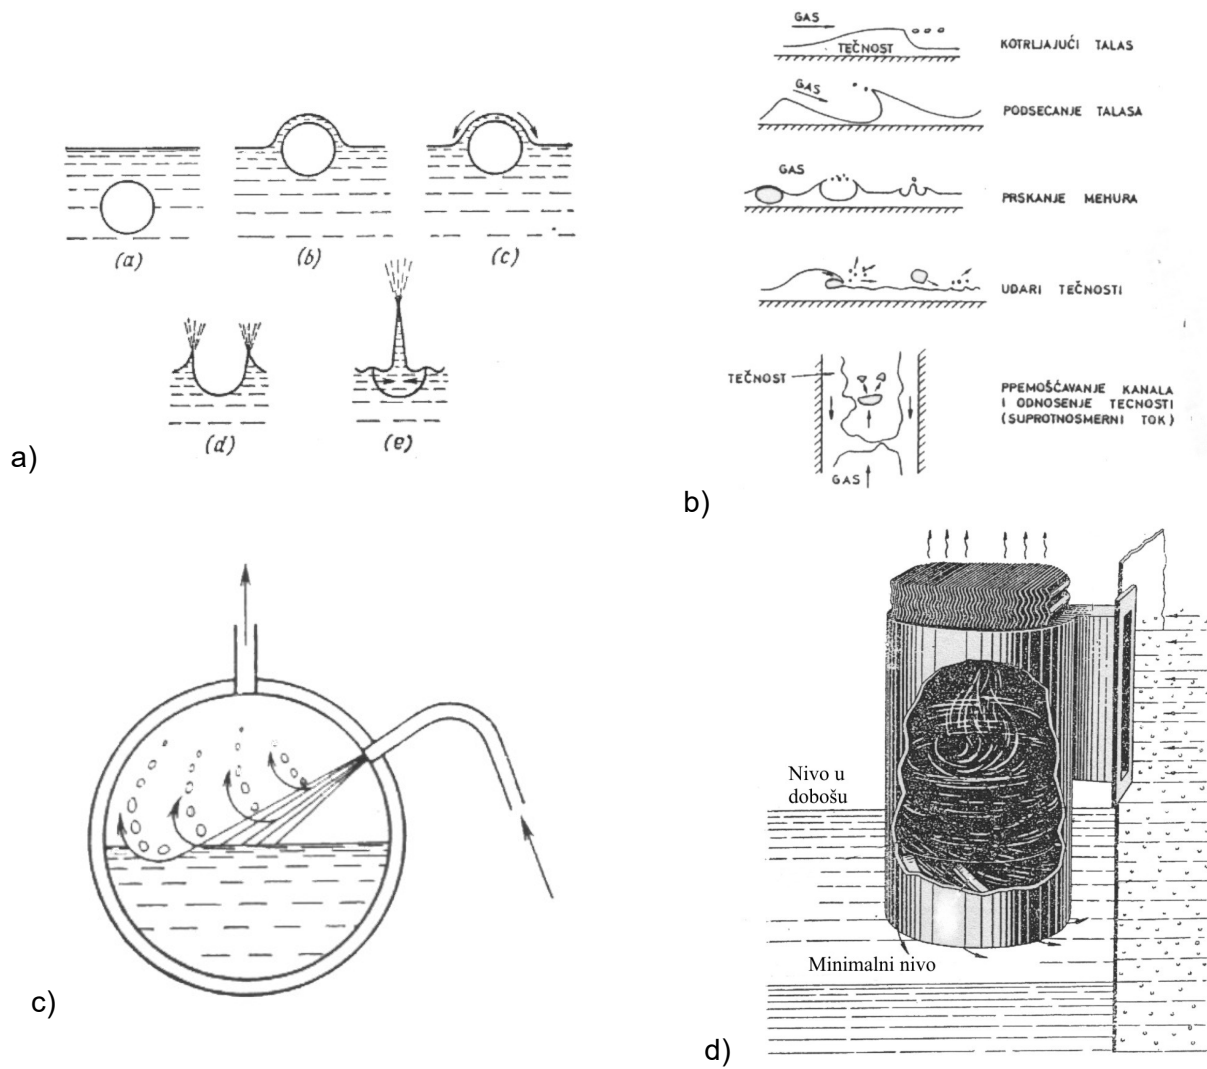 (a)
(b)
(c)
(d)
(e)
a)
GAS
TEČNOST
KOTRLJAJUĆI TALAS
GAS
PODSECANJE TALASA
GAS
PRSKANJE MEHURA
UDARI TEČNOSTI
TEČNOST
PPEMOŠĆAVANJE KANALA
I ODNOSENJE TECNOSTI
(SUPROTNOSMERNI TOK)
GAS
b)
c)
Nivo u
dobošu
Minimalni nivo
d)